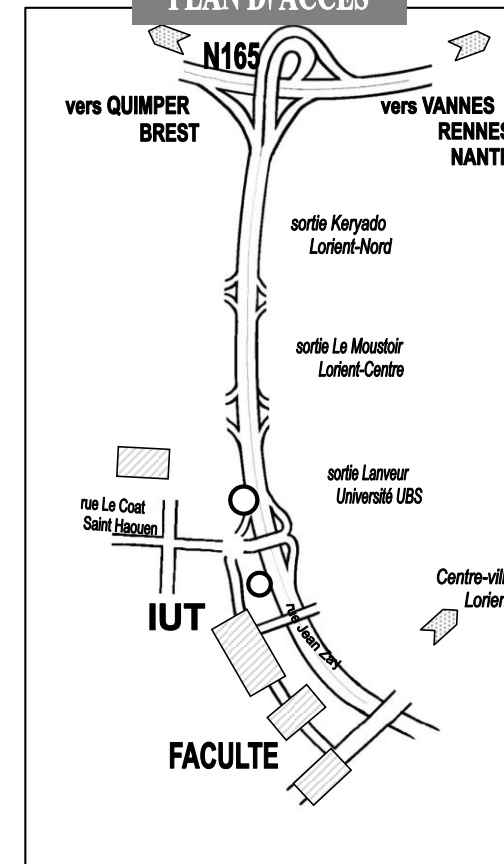 PLAN D'ACCES
N165
vers QUIMPER
BREST
vers VANNES
RENNES
sortie Keryado
Lorient-Nord
sortie Le Moustoir
Lorient-Centre
sortie Lanveur
Université UBS
rue Le Coat
Saint Haouen
IUT
rue Jean Zay
FACULTE